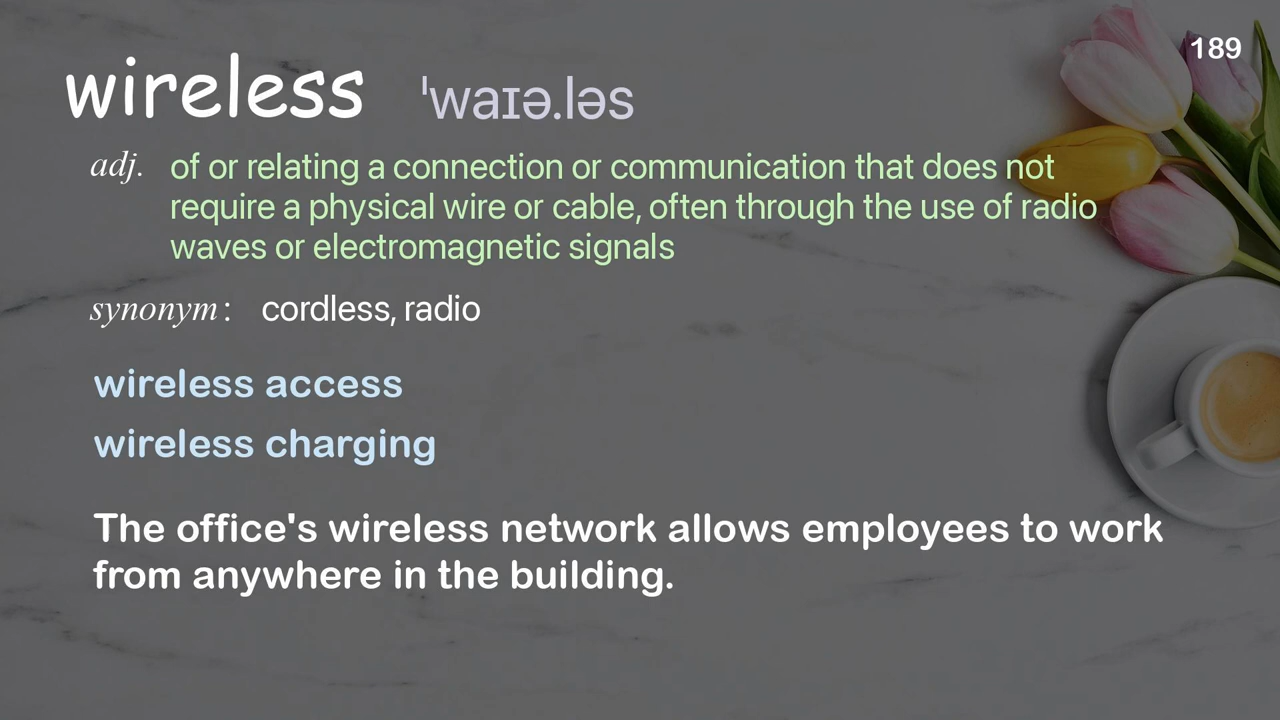 189
wireless ˈwaɪə.ləs
adj. of or relating a connection or communication that does not
require a physical wire or cable, often through the use of radio
waves or electromagnetic signals
synonym: cordless, radio
wireless access
wireless charging
The office's wireless network allows employees to work
from anywhere in the building.